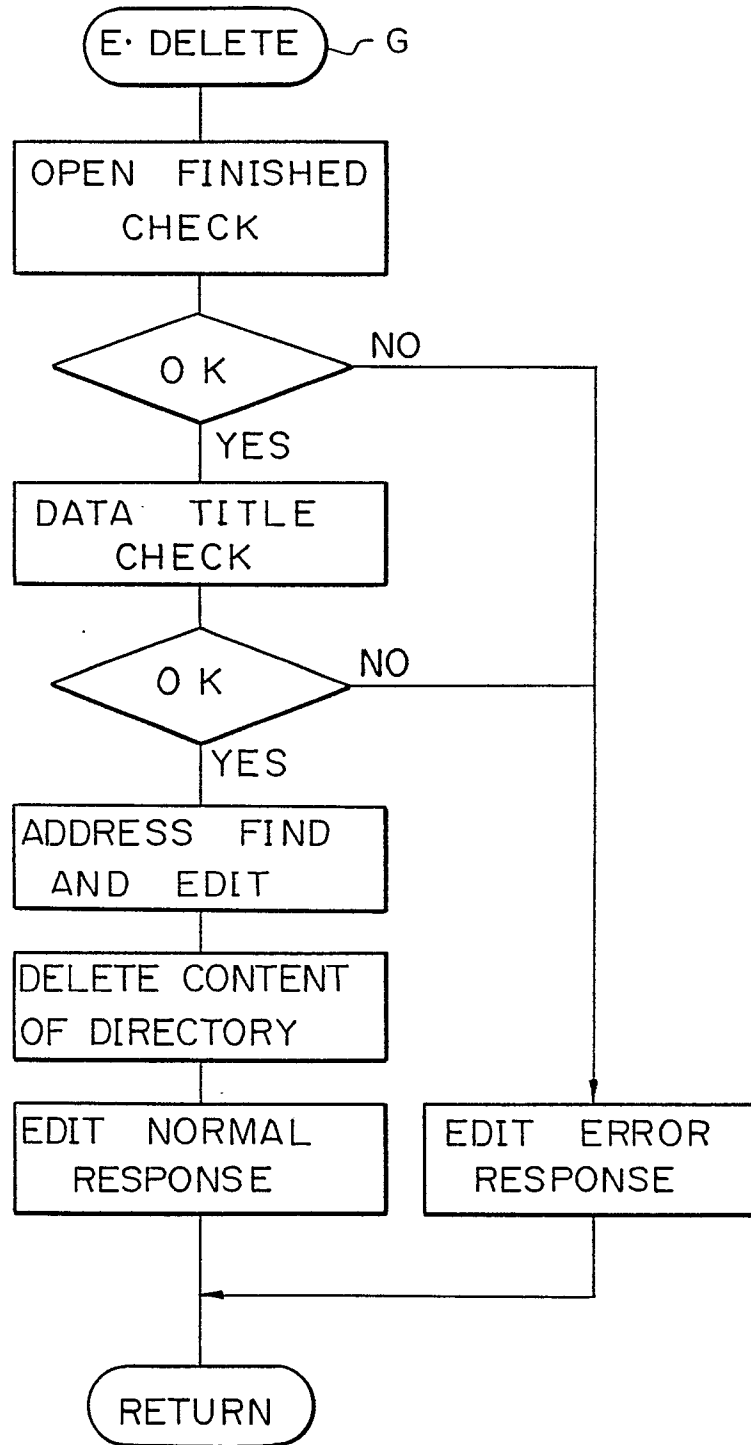 E· DELETE
G
OPEN FINISHED
CHECK
OK
NO
YES
DATA TITLE
CHECK
OK
NO
YES
ADDRESS FIND
AND EDIT
DELETE CONTENT
OF DIRECTORY
EDIT NORMAL
RESPONSE
EDIT ERROR
RESPONSE
RETURN